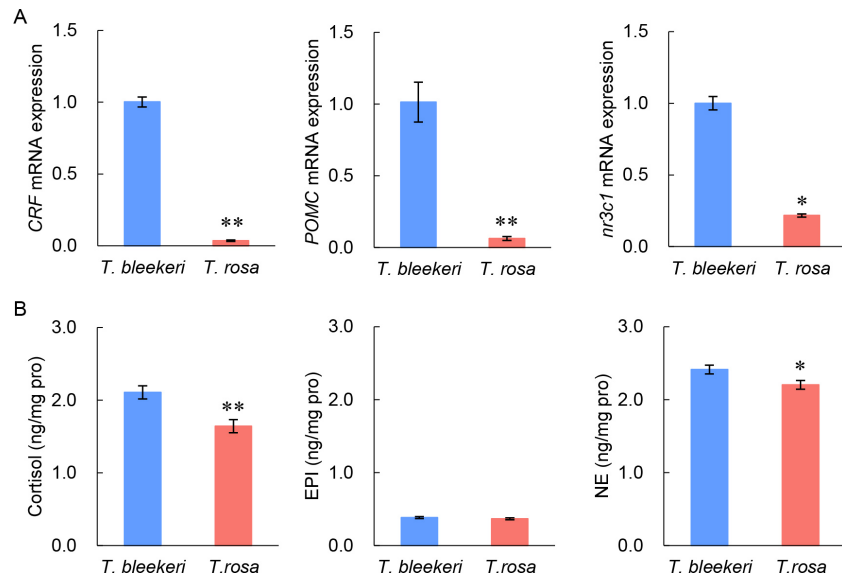 A
CRF mRNA expression
1.5
1.0
0.5
0.0
**
T. bleekeri T. rosa
POMC mRNA expression
1.5
1.0
0.5
0.0
**
T. bleekeri T. rosa
nr3c1 mRNA expression
1.5
1.0
0.5
0.0
*
T. bleekeri T. rosa
B
Cortisol (ng/mg pro)
3.0
2.0
1.0
0.0
**
T. bleekeri T.rosa
EPI (ng/mg pro)
3.0
2.0
1.0
0.0
T. bleekeri T.rosa
NE (ng/mg pro)
3.0
2.0
1.0
0.0
*
T. bleekeri T.rosa